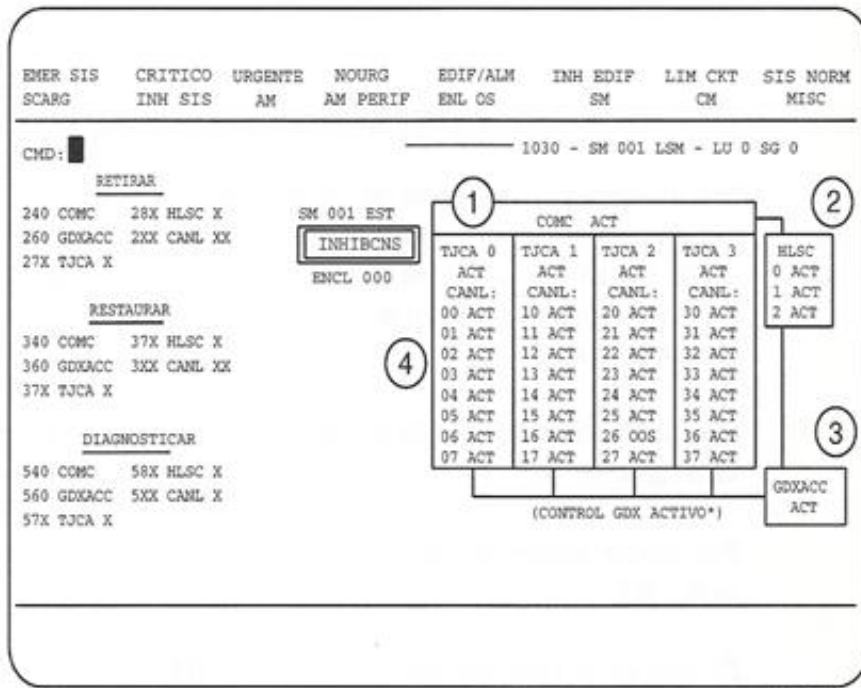 EMER SIS CRITICO URGENTE NOURG EDIF/ALM INH EDIF LIM CKT SIS NORM
SCARG INH SIS AM AM PERIF ENL OS SM CM MISC
CMD:
1030 - SM 001 LSM - LU 0 SG 0
RETIRAR
240 COMC 28X HLSC X
260 GDXACC 2XX CANL XX
27X TJCA X
SM 001 EST
INHIBCNS
ENCL 000
RESTAURAR
340 COMC 37X HLSC X
360 GDXACC 3XX CANL XX
37X TJCA X
DIAGNOSTICAR
540 COMC 58X HLSC X
560 GDXACC 5XX CANL X
57X TJCA X
1
COMC ACT
TJCA 0 TJCA 1 TJCA 2 TJCA 3
ACT ACT ACT ACT
CANL: CANL: CANL: CANL:
00 ACT 10 ACT 20 ACT 30 ACT
01 ACT 11 ACT 21 ACT 31 ACT
02 ACT 12 ACT 22 ACT 32 ACT
03 ACT 13 ACT 23 ACT 33 ACT
04 ACT 14 ACT 24 ACT 34 ACT
05 ACT 15 ACT 25 ACT 35 ACT
06 ACT 16 ACT 26 OOS 36 ACT
07 ACT 17 ACT 27 ACT 37 ACT
4
2
HLSC
0 ACT
1 ACT
2 ACT
3
GDXACC
ACT
(CONTROL GDX ACTIVO*)